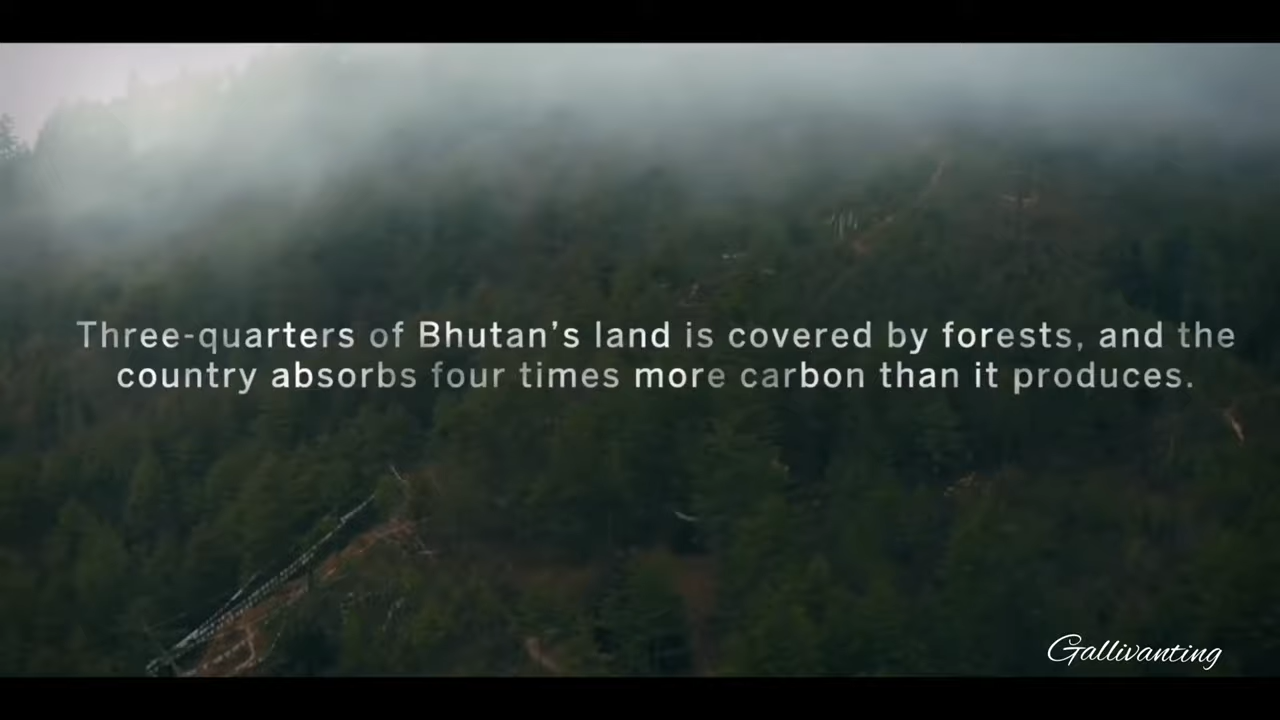 Three-quarters of Bhutan’s land is covered by forests, and the
country absorbs four times more carbon than it produces.
Gallivanting